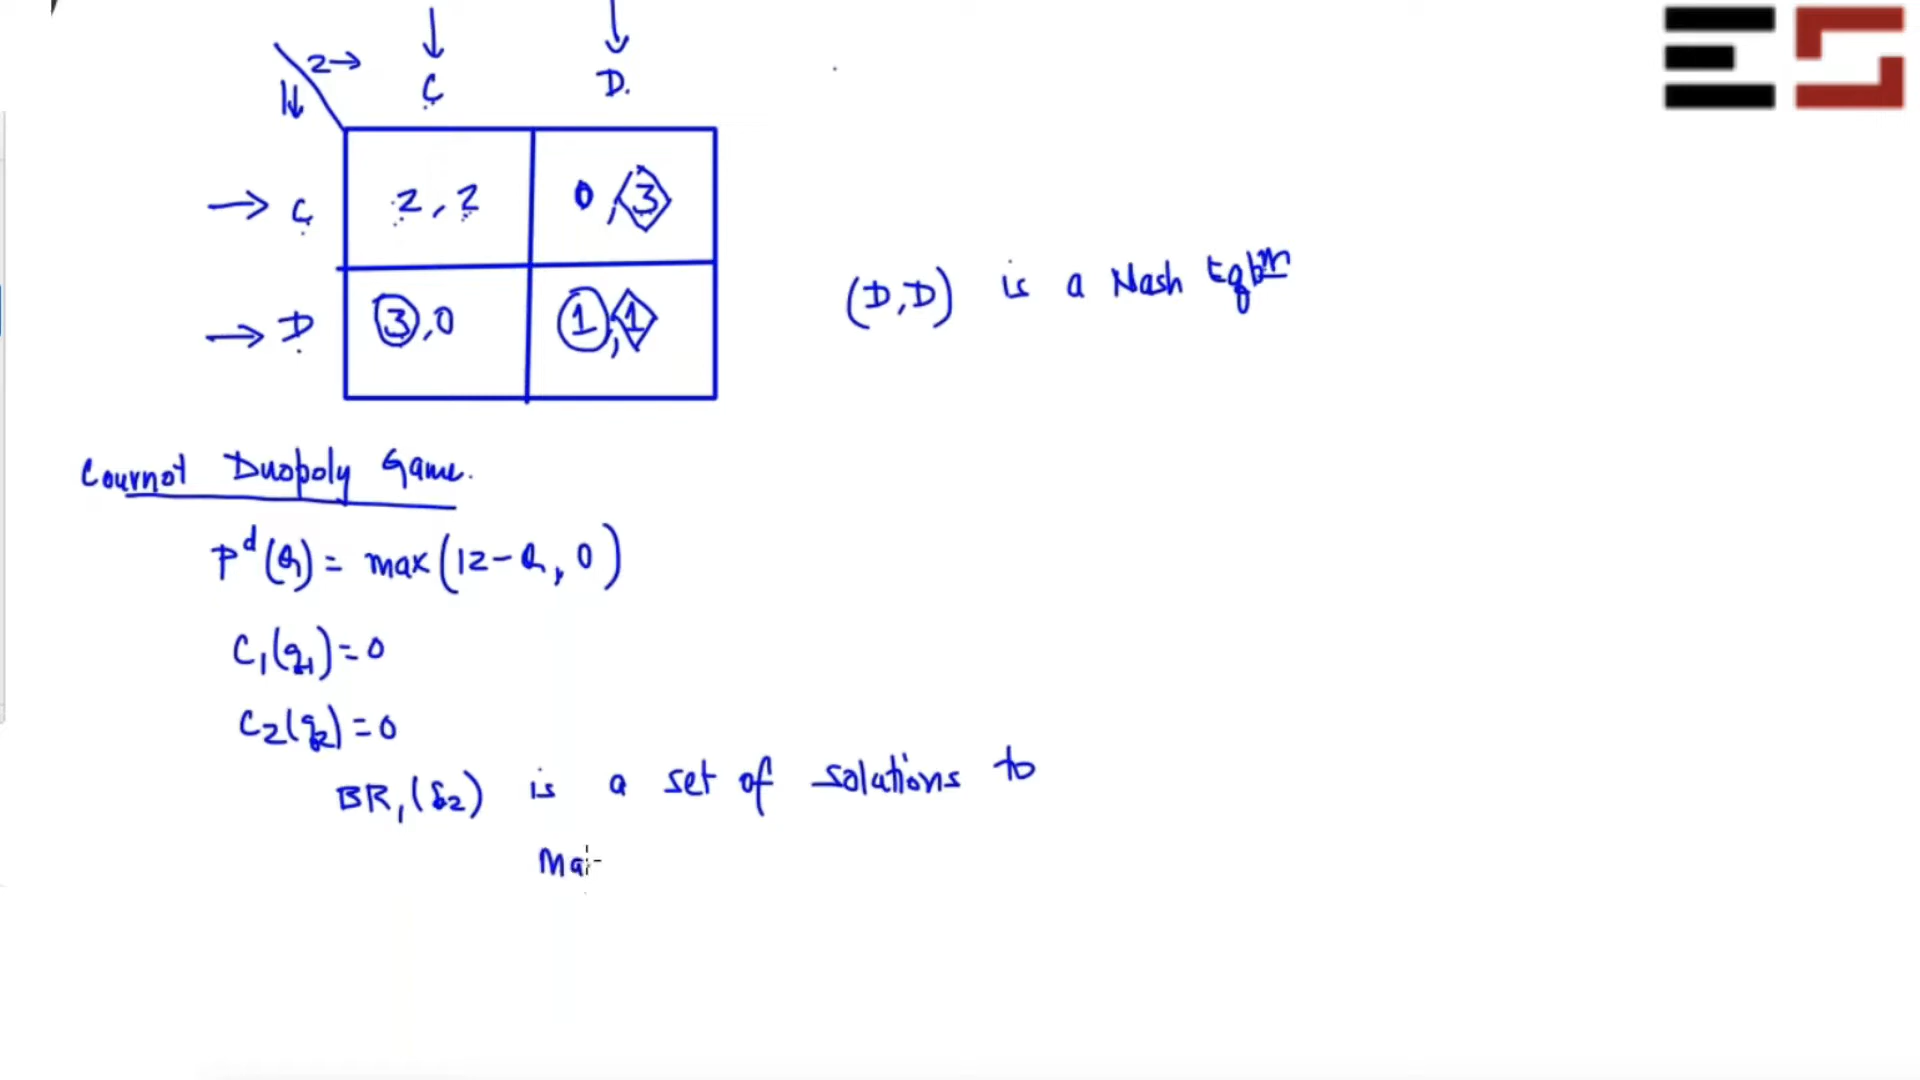 2→
1↓
C D.
C 2, 2 0, 3
D 3, 0 1, 1
(D, D) is a Nash Eqbm
Cournot Duopoly Game.
P^d(Q) = max(12-Q, 0)
C₁(q₁) = 0
C₂(q₂) = 0
BR₁(s₂) is a set of solutions to
Ma
ES